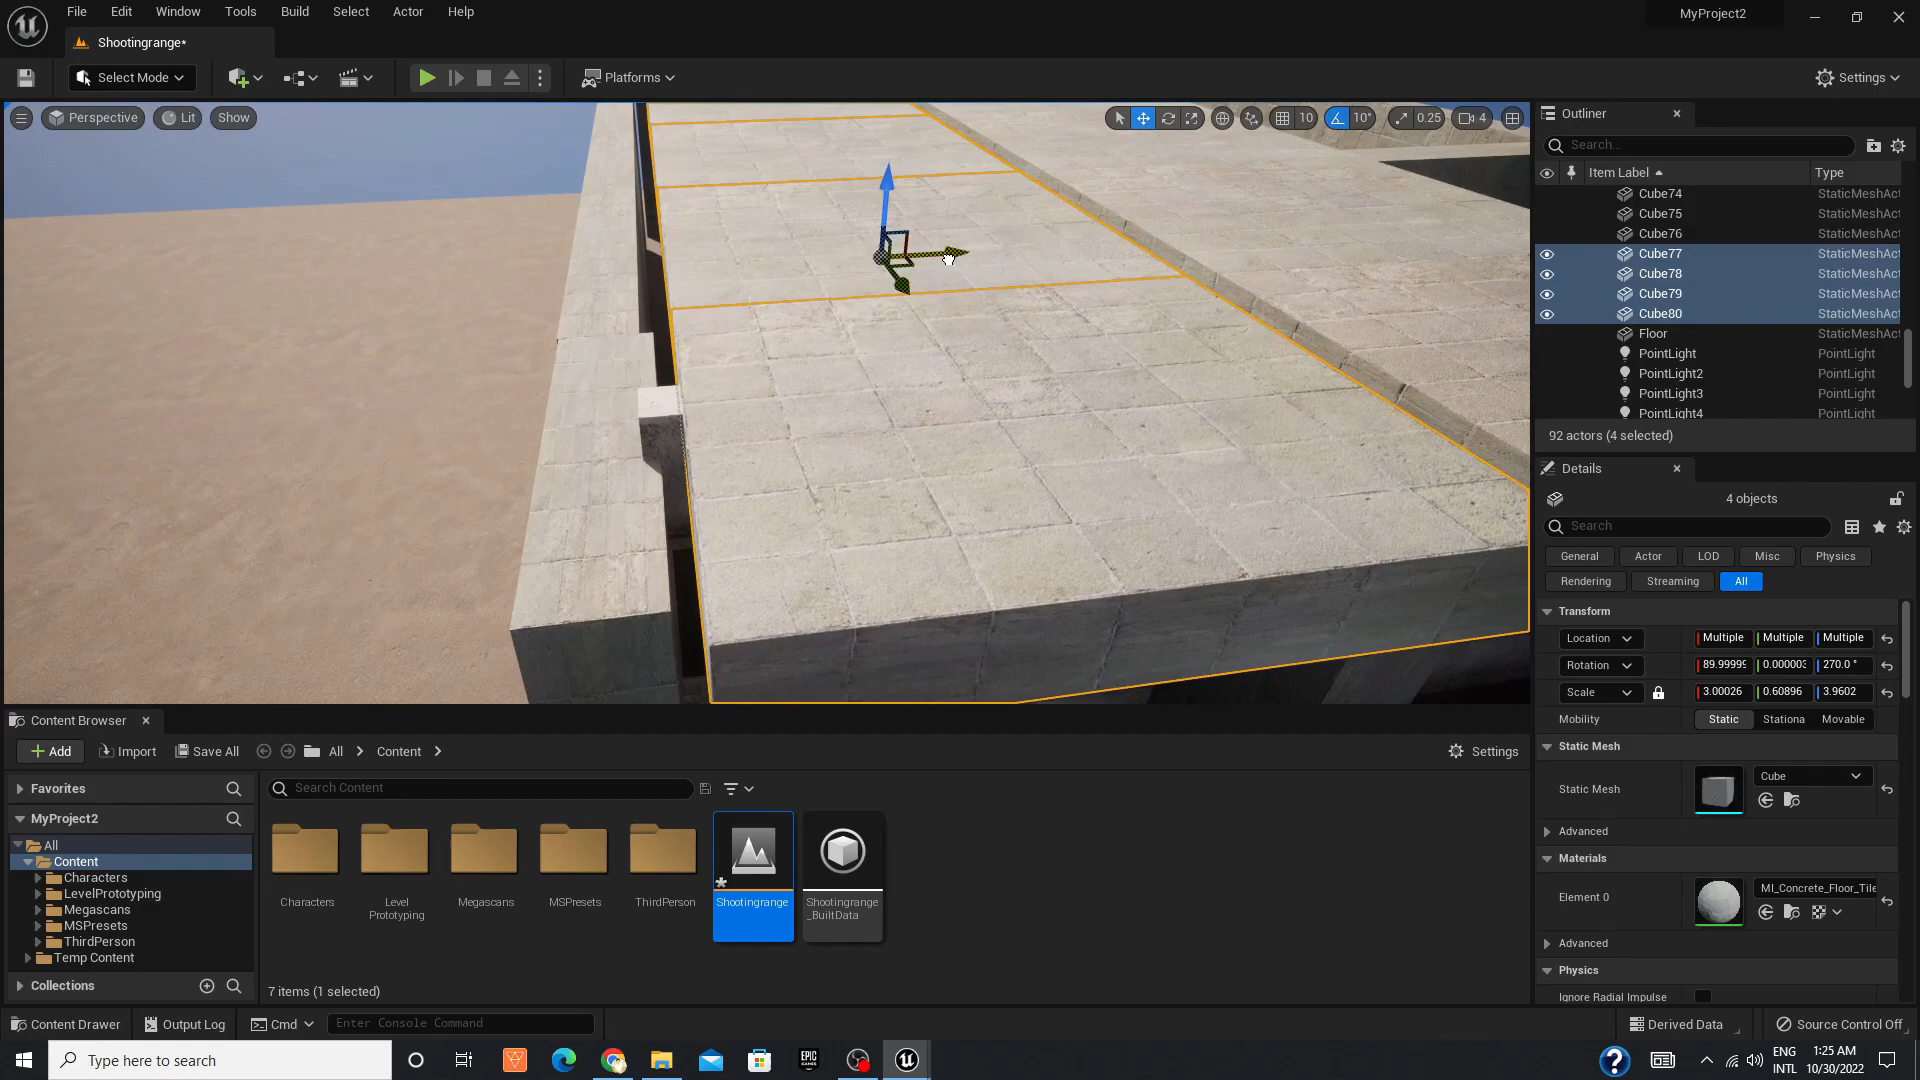 File Edit Window Tools Build Select Actor Help
MyProject2
Shootingrange*
Select Mode
Platforms
Settings
Perspective Lit Show
10 10° 0.25 4
Outliner
Search...
Item Label Type
Cube74 StaticMeshAct
Cube75 StaticMeshAct
Cube76 StaticMeshAct
Cube77 StaticMeshAct
Cube78 StaticMeshAct
Cube79 StaticMeshAct
Cube80 StaticMeshAct
Floor StaticMeshAct
PointLight PointLight
PointLight2 PointLight
PointLight3 PointLight
PointLight4 PointLight
92 actors (4 selected)
Details
4 objects
Search
General Actor LOD Misc Physics
Rendering Streaming All
Transform
Location Multiple Multiple Multiple
Rotation 89.99999 0.000003 270.0 °
Scale 3.00026 0.60896 3.9602
Mobility Static Stationa Movable
Static Mesh
Static Mesh Cube
Advanced
Materials
Element 0 MI_Concrete_Floor_Tile
Advanced
Physics
Ignore Radial Impulse
Content Browser
Add Import Save All All Content Settings
Favorites
Search Content
MyProject2
All
Content
Characters
LevelPrototyping
Megascans
MSPresets
ThirdPerson
Temp Content
Collections
Characters
Level
Prototyping
Megascans
MSPresets
ThirdPerson
Shootingrange
Shootingrange
_BuiltData
7 items (1 selected)
Content Drawer Output Log Cmd Enter Console Command
Derived Data Source Control Off
Type here to search
EPIC
GAMES
ENG
INTL
1:25 AM
10/30/2022